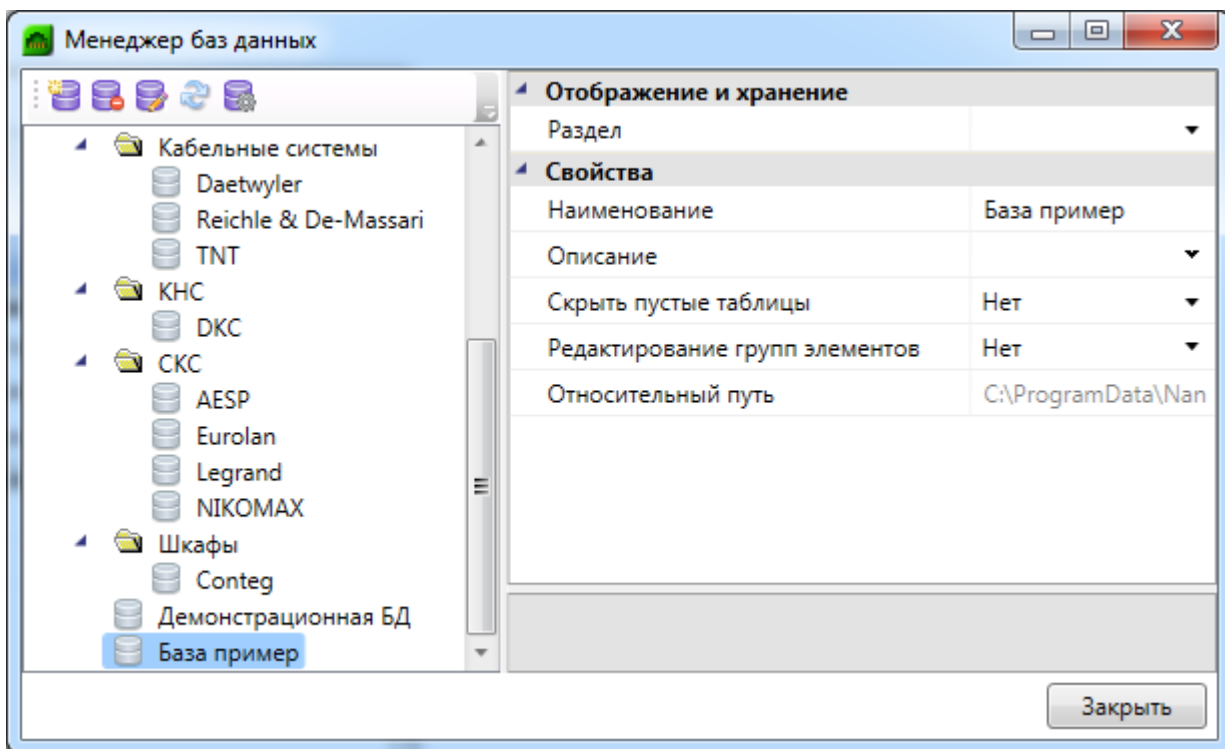 Менеджер баз данных
Кабельные системы
Daetwyler
Reichle & De-Massari
TNT
КНС
DKC
СКС
AESP
Eurolan
Legrand
NIKOMAX
Шкафы
Conteg
Демонстрационная БД
База пример
Отображение и хранение
Раздел
Свойства
Наименование База пример
Описание
Скрыть пустые таблицы Нет
Редактирование групп элементов Нет
Относительный путь C:\ProgramData\Nan
Закрыть